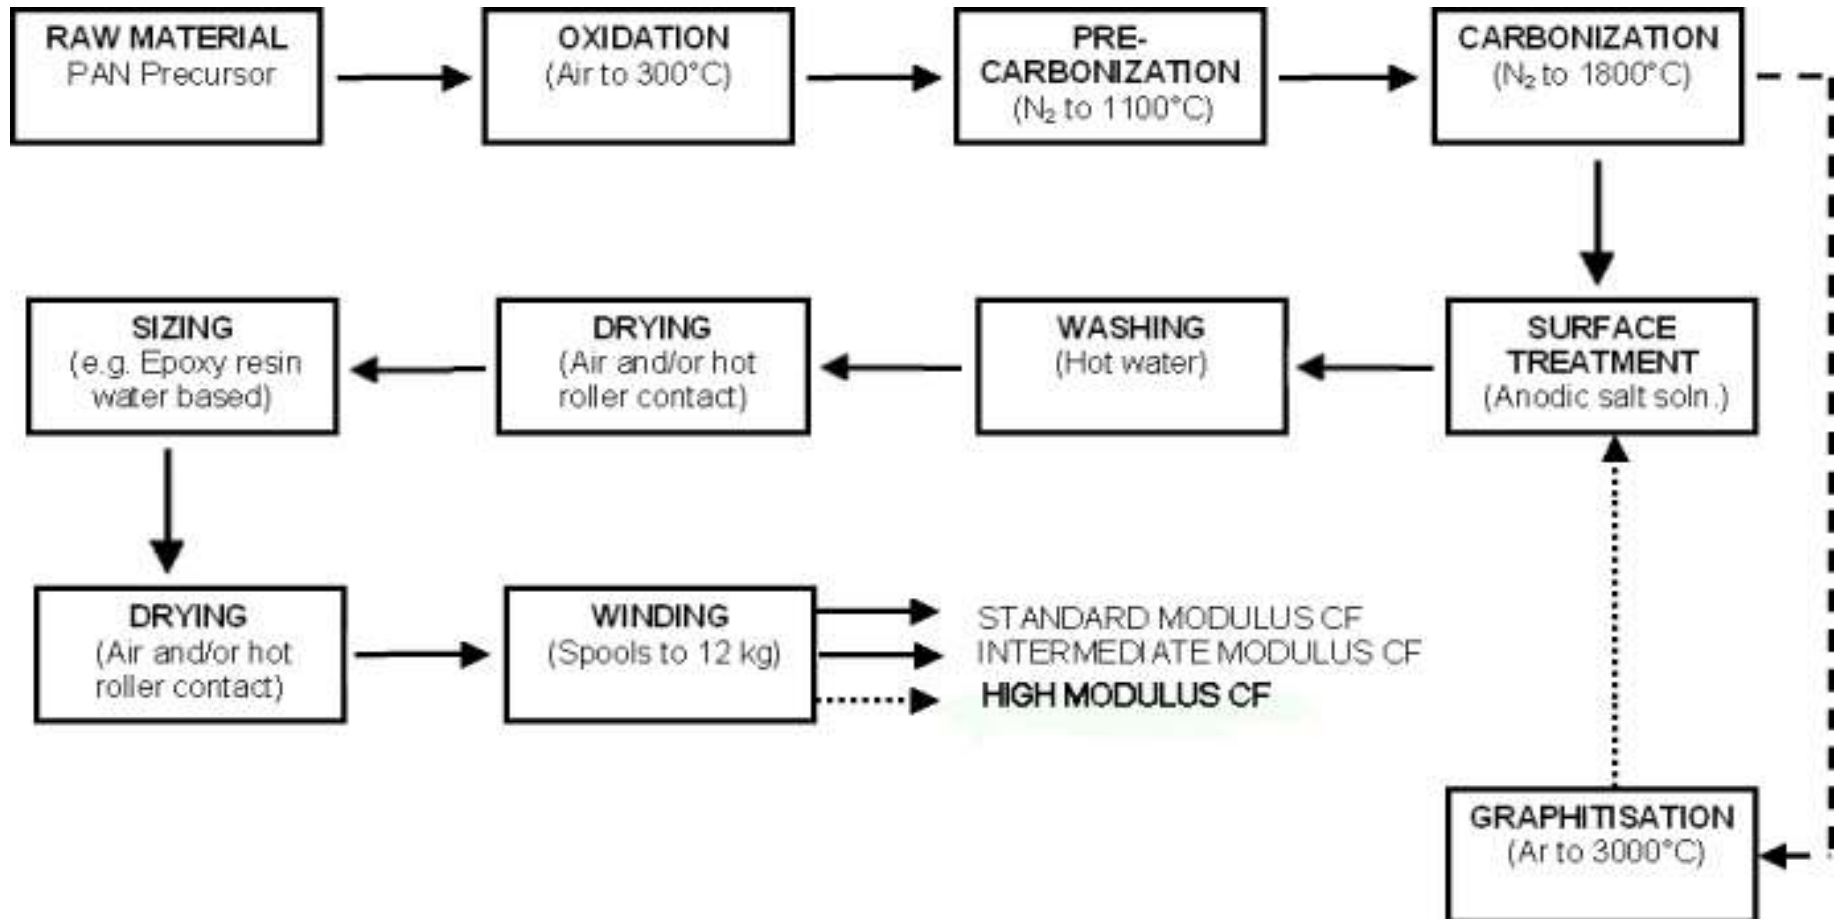 RAW MATERIAL
PAN Precursor
OXIDATION
(Air to 300°C)
PRE-
CARBONIZATION
(N₂ to 1100°C)
CARBONIZATION
(N₂ to 1800°C)
SIZING
(e.g. Epoxy resin
water based)
DRYING
(Air and/or hot
roller contact)
WASHING
(Hot water)
SURFACE
TREATMENT
(Anodic salt soln.)
DRYING
(Air and/or hot
roller contact)
WINDING
(Spools to 12 kg)
STANDARD MODULUS CF
INTERMEDIATE MODULUS CF
HIGH MODULUS CF
GRAPHITISATION
(Ar to 3000°C)